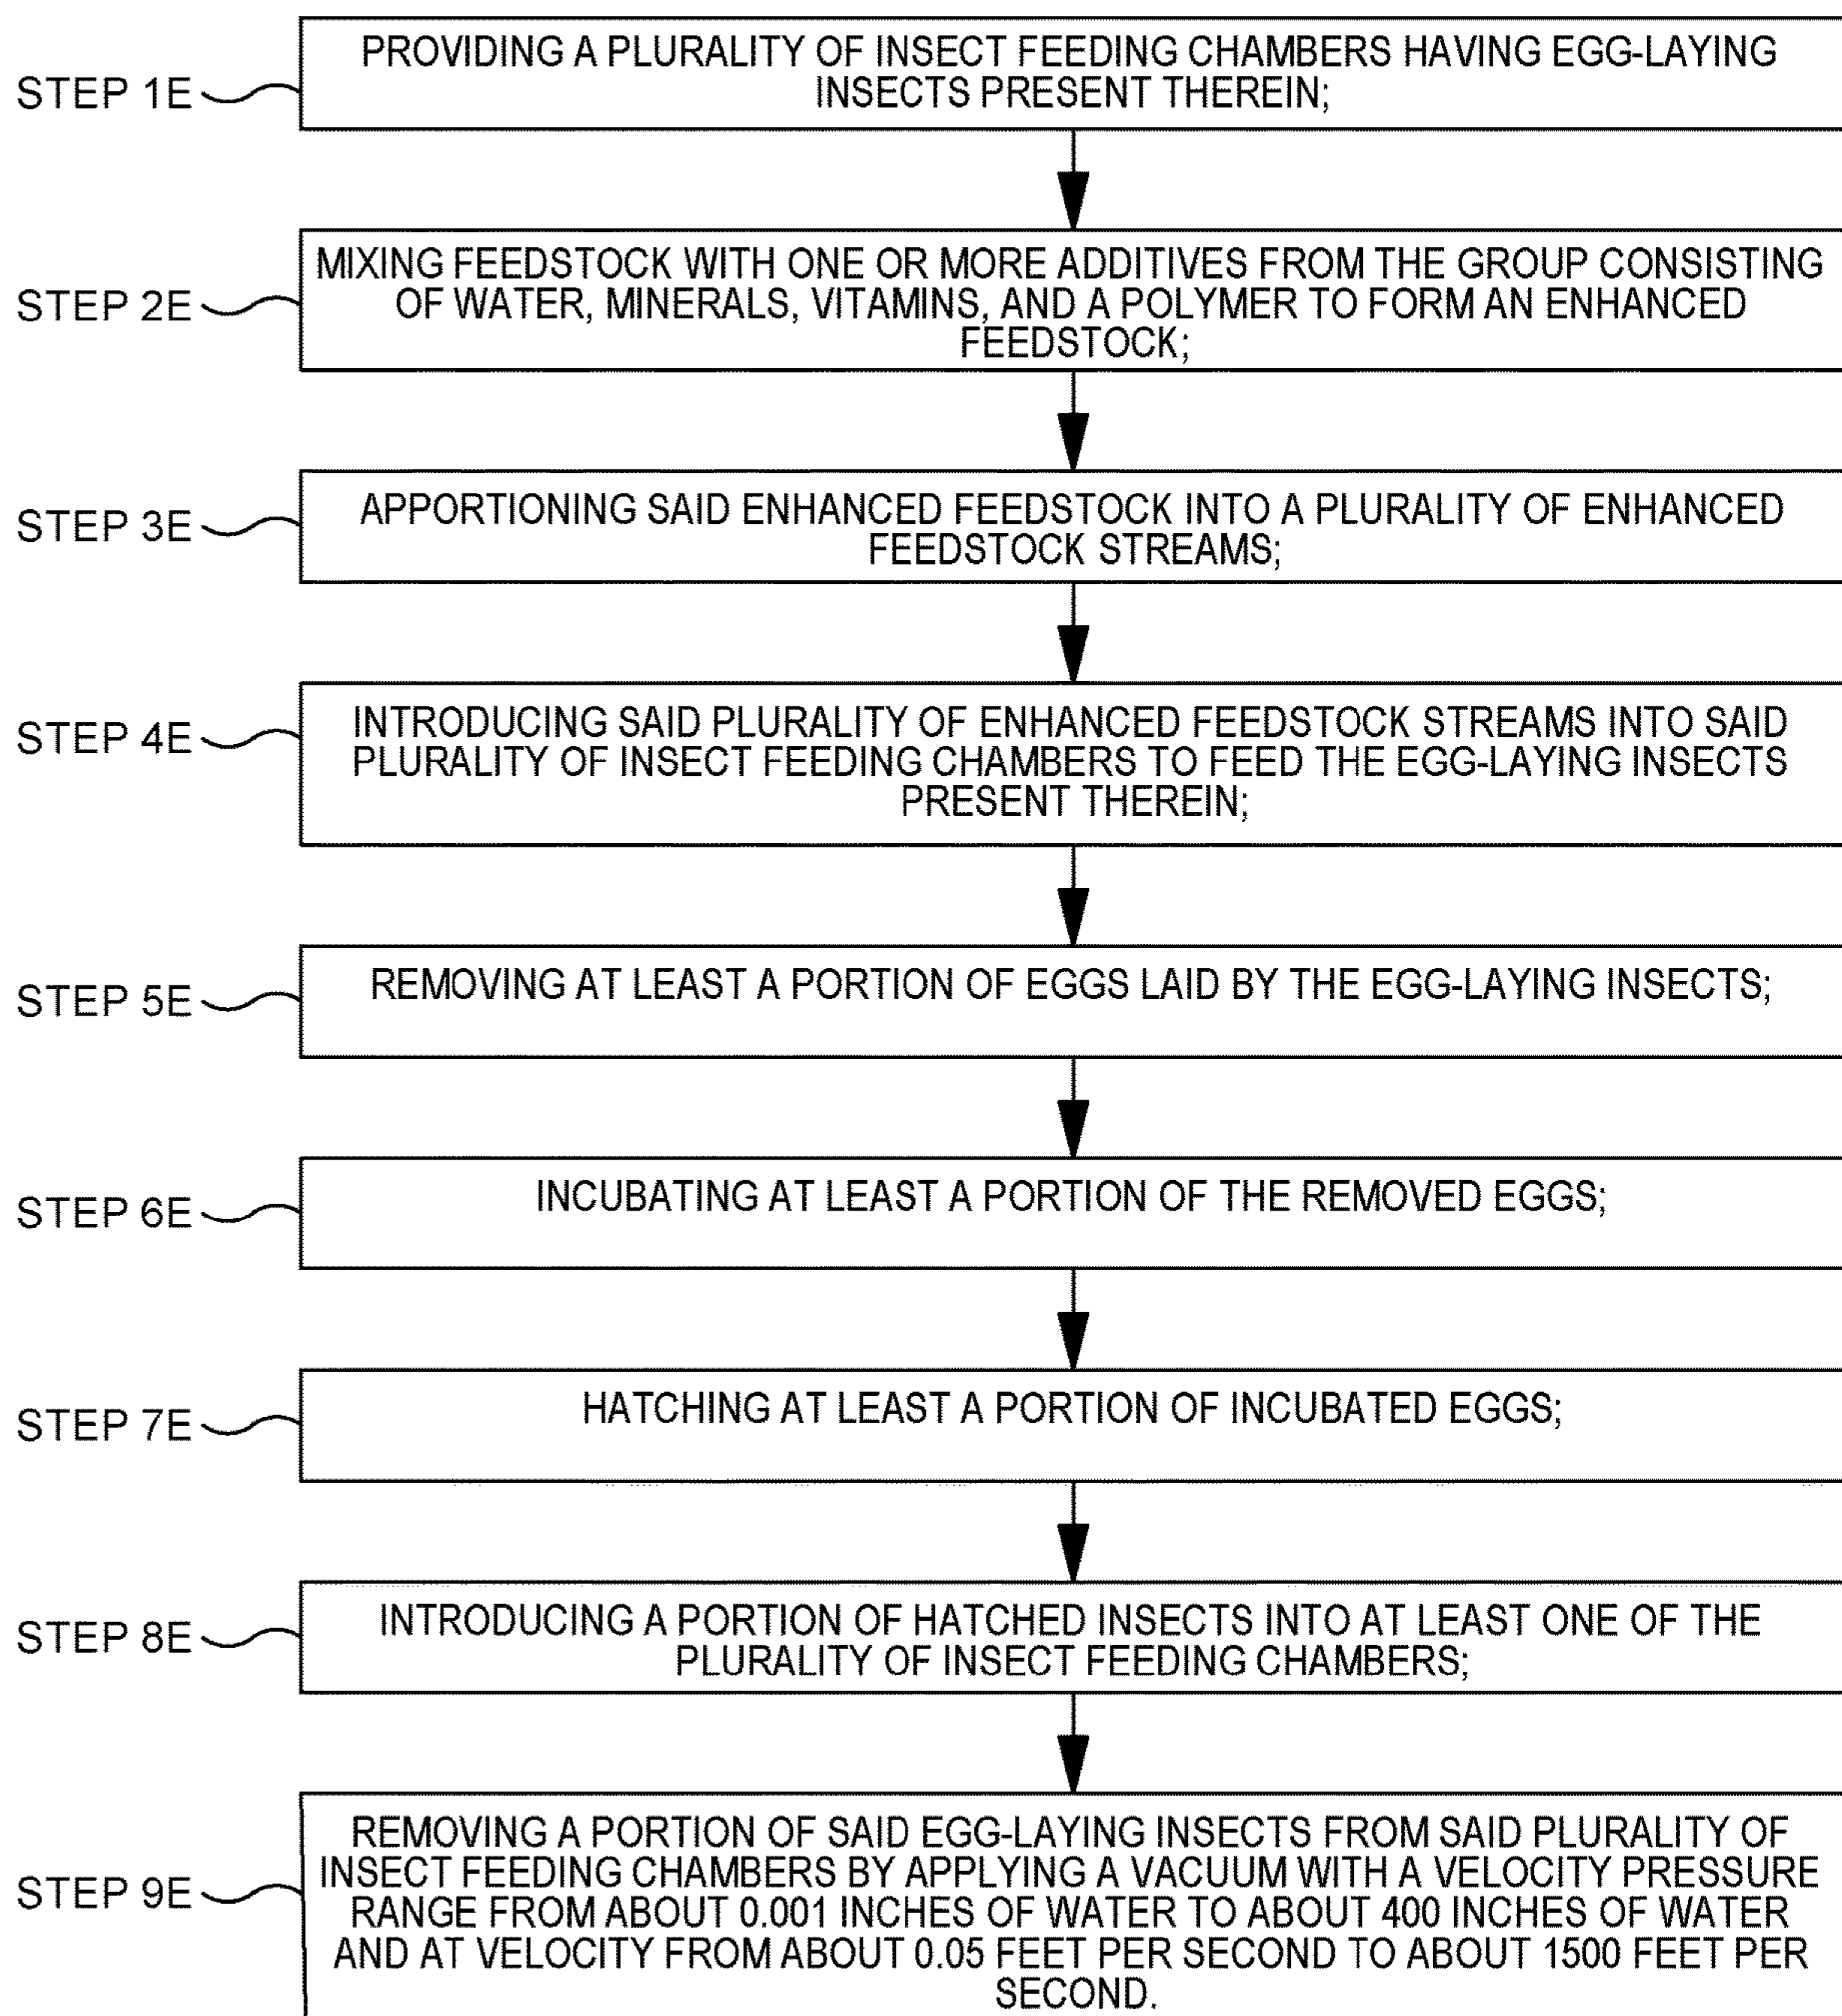 STEP 1E
PROVIDING A PLURALITY OF INSECT FEEDING CHAMBERS HAVING EGG-LAYING
INSECTS PRESENT THEREIN;
STEP 2E
MIXING FEEDSTOCK WITH ONE OR MORE ADDITIVES FROM THE GROUP CONSISTING
OF WATER, MINERALS, VITAMINS, AND A POLYMER TO FORM AN ENHANCED
FEEDSTOCK;
STEP 3E
APPORTIONING SAID ENHANCED FEEDSTOCK INTO A PLURALITY OF ENHANCED
FEEDSTOCK STREAMS;
STEP 4E
INTRODUCING SAID PLURALITY OF ENHANCED FEEDSTOCK STREAMS INTO SAID
PLURALITY OF INSECT FEEDING CHAMBERS TO FEED THE EGG-LAYING INSECTS
PRESENT THEREIN;
STEP 5E
REMOVING AT LEAST A PORTION OF EGGS LAID BY THE EGG-LAYING INSECTS;
STEP 6E
INCUBATING AT LEAST A PORTION OF THE REMOVED EGGS;
STEP 7E
HATCHING AT LEAST A PORTION OF INCUBATED EGGS;
STEP 8E
INTRODUCING A PORTION OF HATCHED INSECTS INTO AT LEAST ONE OF THE
PLURALITY OF INSECT FEEDING CHAMBERS;
STEP 9E
REMOVING A PORTION OF SAID EGG-LAYING INSECTS FROM SAID PLURALITY OF
INSECT FEEDING CHAMBERS BY APPLYING A VACUUM WITH A VELOCITY PRESSURE
RANGE FROM ABOUT 0.001 INCHES OF WATER TO ABOUT 400 INCHES OF WATER
AND AT VELOCITY FROM ABOUT 0.05 FEET PER SECOND TO ABOUT 1500 FEET PER
SECOND.